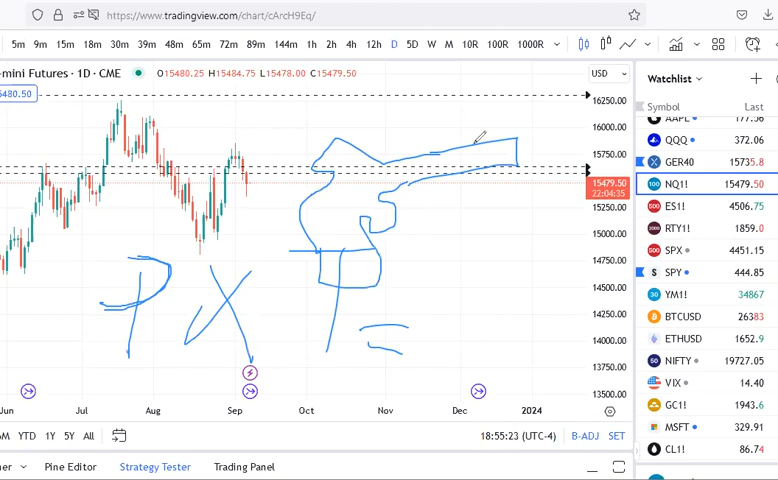 https://www.tradingview.com/chart/cArcH9Eq/
5m 9m 15m 18m 30m 39m 48m 65m 72m 89m 144m 1h 2h 4h 12h D 5D W M 10R 100R 1000R
-mini Futures · 1D · CME O15480.25 H15484.75 L15478.00 C15479.50
USD
480.50
16250.00
16000.00
15750.00
15479.50
22:04:35
15250.00
15000.00
14750.00
14500.00
14250.00
14000.00
13750.00
13500.00
Jun Jul Aug Sep Oct Nov Dec 2024
YTD 1Y 5Y All
18:55:23 (UTC-4) B-ADJ SET
Pine Editor Strategy Tester Trading Panel
Watchlist
Symbol Last
AAPL 177.56
QQQ 372.06
GER40 15735.8
NQ1! 15479.50
ES1! 4506.75
RTY1! 1859.0
SPX 4451.15
SPY 444.85
YM1! 34867
BTCUSD 26383
ETHUSD 1652.9
NIFTY 19727.05
VIX 14.40
GC1! 1943.6
MSFT 329.91
CL1! 86.74